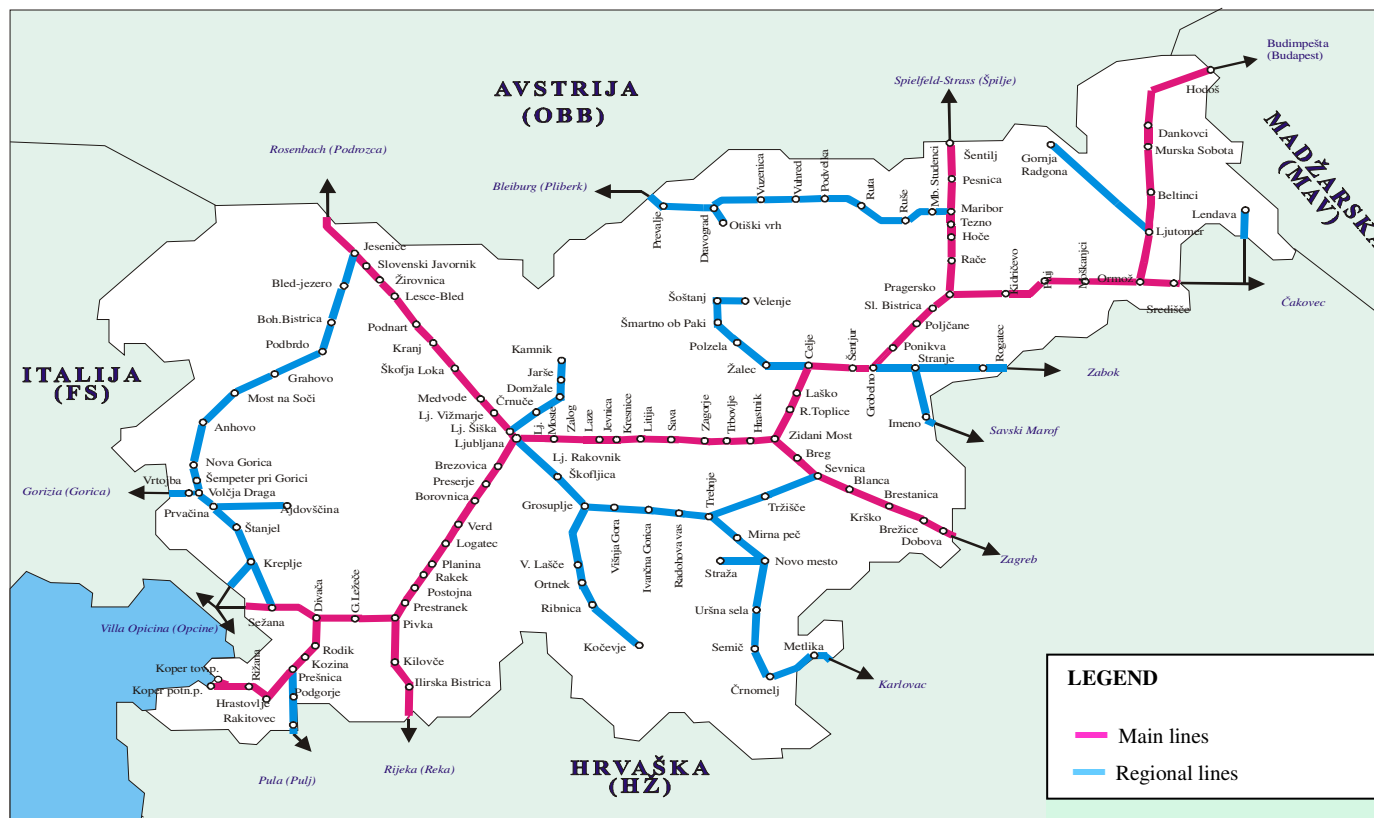 AVSTRIJA
(OBB)
Spielfeld-Strass (Špilje)
Budimpešta
(Budapest)
MADŽARSKA
(MAV)
Rosenbach (Podrozca)
Bleiburg (Pliberk)
ITALIJA
(FS)
Gorizia (Gorica)
Villa Opicina (Opcine)
Pula (Pulj)
Rijeka (Reka)
HRVAŠKA
(HŽ)
Karlovac
Zagreb
Savski Marof
Zabok
Čakovec
Hodoš
Dankovci
Murska Sobota
Beltinci
Ljutomer
Lendava
Gornja
Radgona
Ormož
Središče
Moškanjci
Ptuj
Kidričevo
Šentilj
Pesnica
Maribor
Tezno
Hoče
Rače
Pragersko
Sl. Bistrica
Poljčane
Ponikva
Stranje
Rogatec
Imeno
Grobelno
Šentjur
Celje
Mb. Studenci
Ruše
Ruta
Podvelka
Vuhred
Vuzenica
Otiški vrh
Dravograd
Prevalje
Šoštanj
Velenje
Šmartno ob Paki
Polzela
Žalec
Laško
R.Toplice
Zidani Most
Breg
Sevnica
Blanca
Brestanica
Krško
Brežice
Dobova
Hrastnik
Trbovlje
Zagorje
Sava
Litija
Kresnice
Jevnica
Laze
Zalog
Lj.
Moste
Kamnik
Jarše
Domžale
Črnuče
Jesenice
Slovenski Javornik
Žirovnica
Lesce-Bled
Podnart
Kranj
Škofja Loka
Medvode
Lj. Vižmarje
Lj. Šiška
Ljubljana
Bled-jezero
Boh.Bistrica
Podbrdo
Grahovo
Most na Soči
Anhovo
Nova Gorica
Šempeter pri Gorici
Vrtojba
Volčja Draga
Prvačina
Ajdovščina
Štanjel
Kreplje
Sežana
Divača
G.Ležeče
Pivka
Prestranek
Postojna
Rakek
Planina
Logatec
Verd
Borovnica
Preserje
Brezovica
Kilovče
Ilirska Bistrica
Rodik
Kozina
Prešnica
Podgorje
Rakitovec
Hrastovlje
Rižana
Koper tov.p.
Koper potn.p.
Lj. Rakovnik
Škofljica
Grosuplje
Višnja Gora
Ivančna Gorica
Radohova vas
Trebnje
Tržišče
Mirna peč
Novo mesto
Straža
Uršna sela
Semič
Črnomelj
Metlika
V. Lašče
Ortnek
Ribnica
Kočevje
LEGEND
Main lines
Regional lines